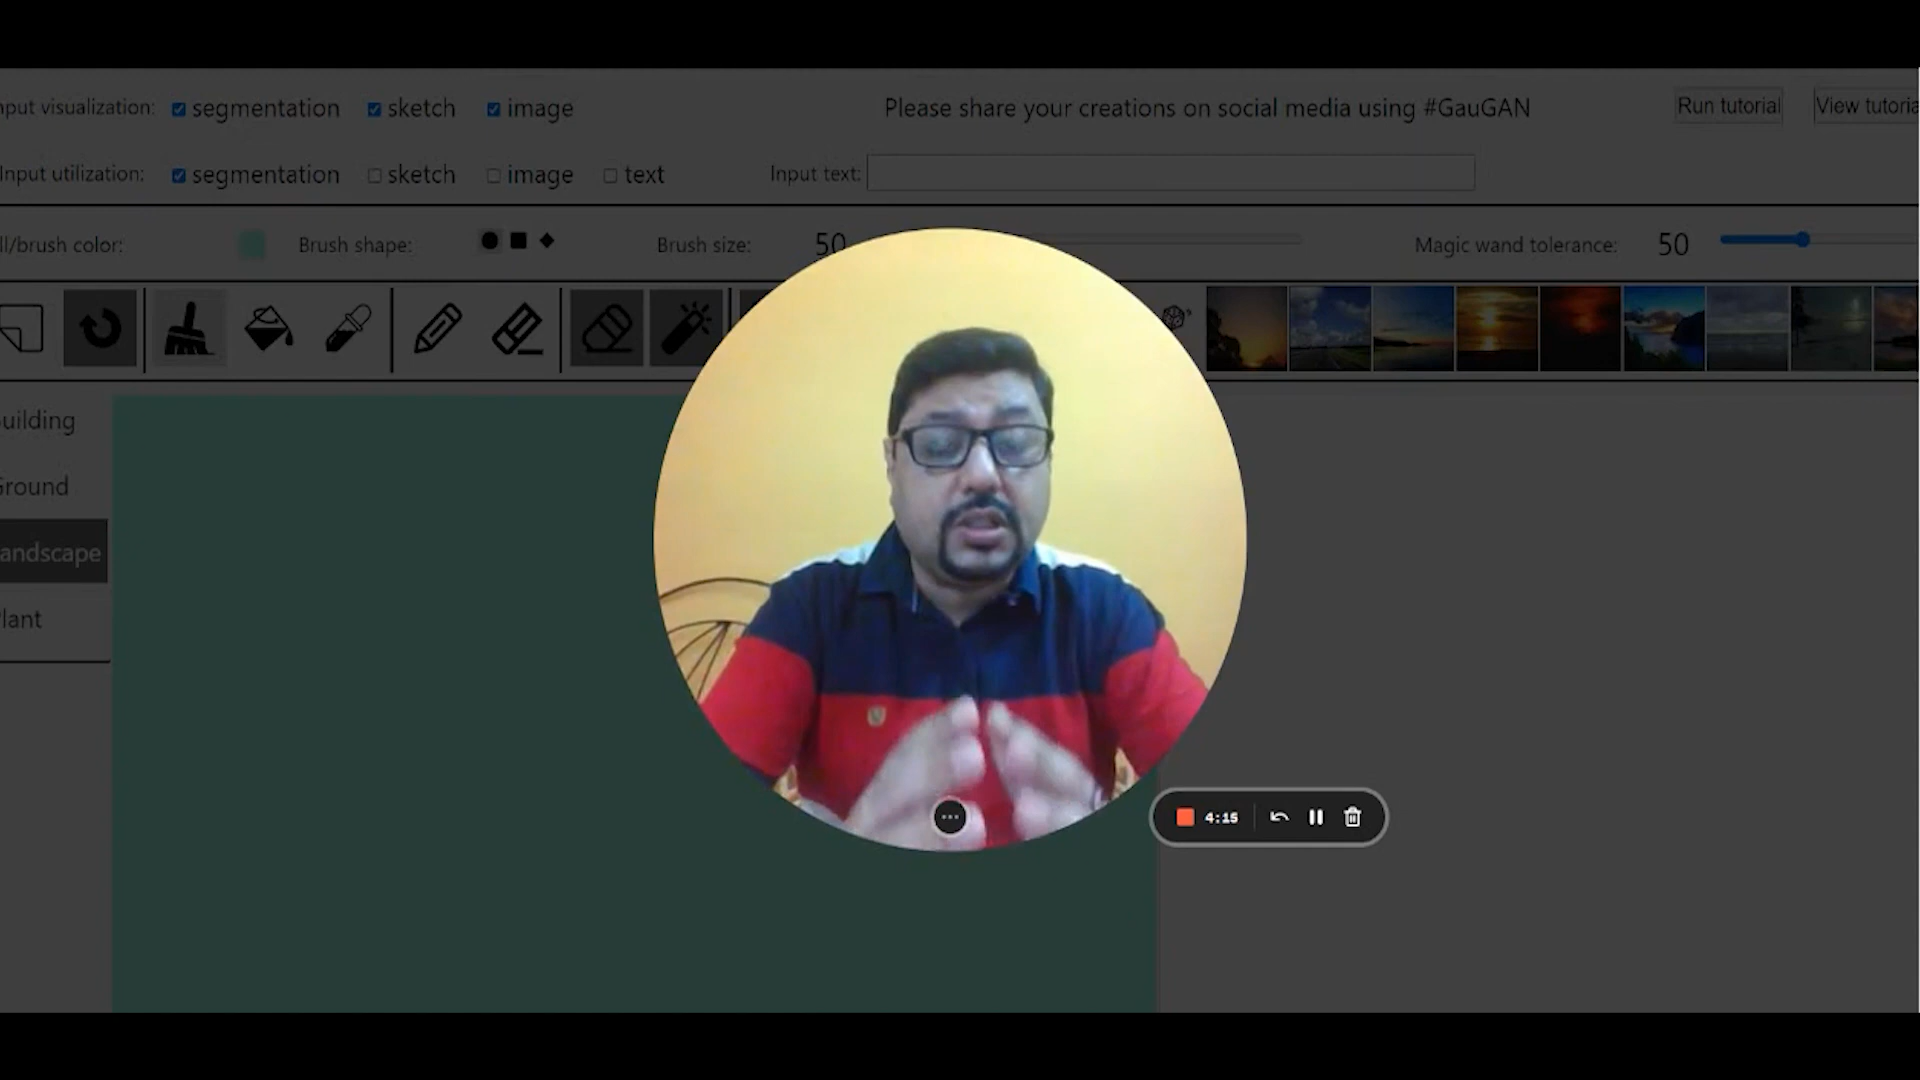 nput visualization: segmentation sketch image Please share your creations on social media using #GauGAN Run tutorial View tutoria
Input utilization: segmentation sketch image text Input text:
ll/brush color: Brush shape: Brush size: 50 Magic wand tolerance: 50
uilding
Ground
andscape
lant
4:15